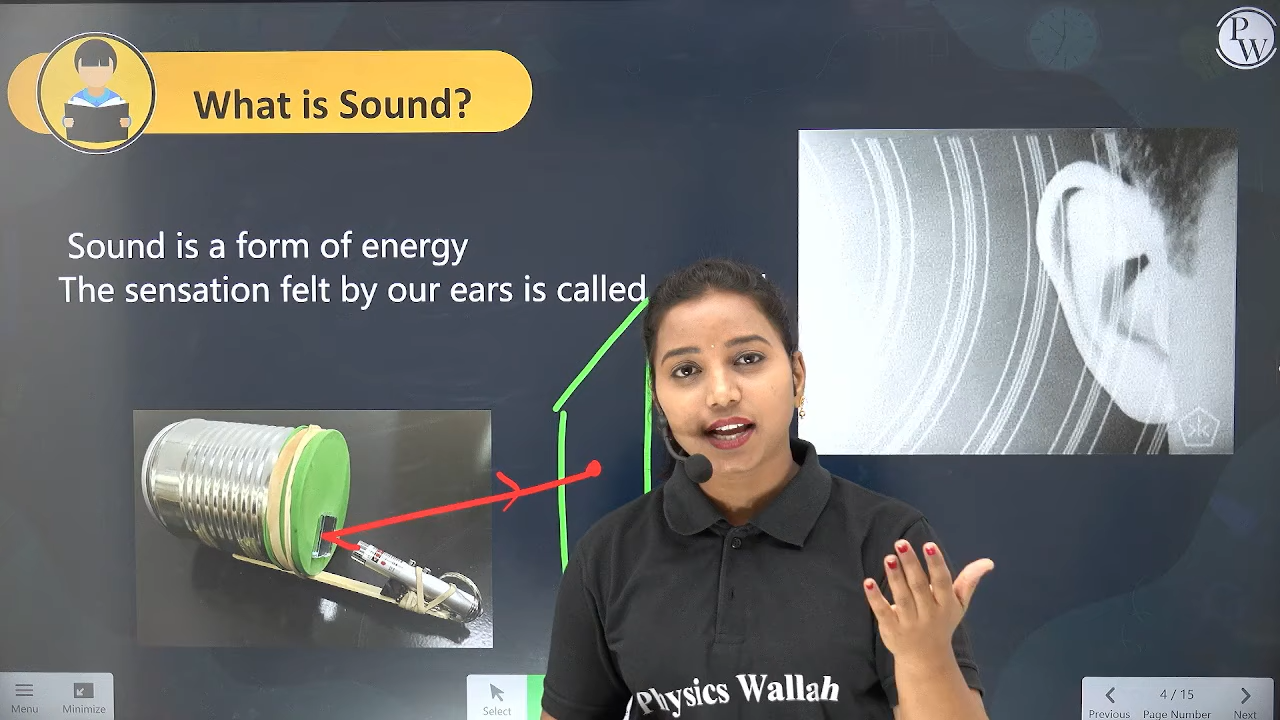 PW
What is Sound?
Sound is a form of energy
The sensation felt by our ears is called
Physics Wallah
Menu
Minimize
Select
4 / 15
Previous Page Number Next